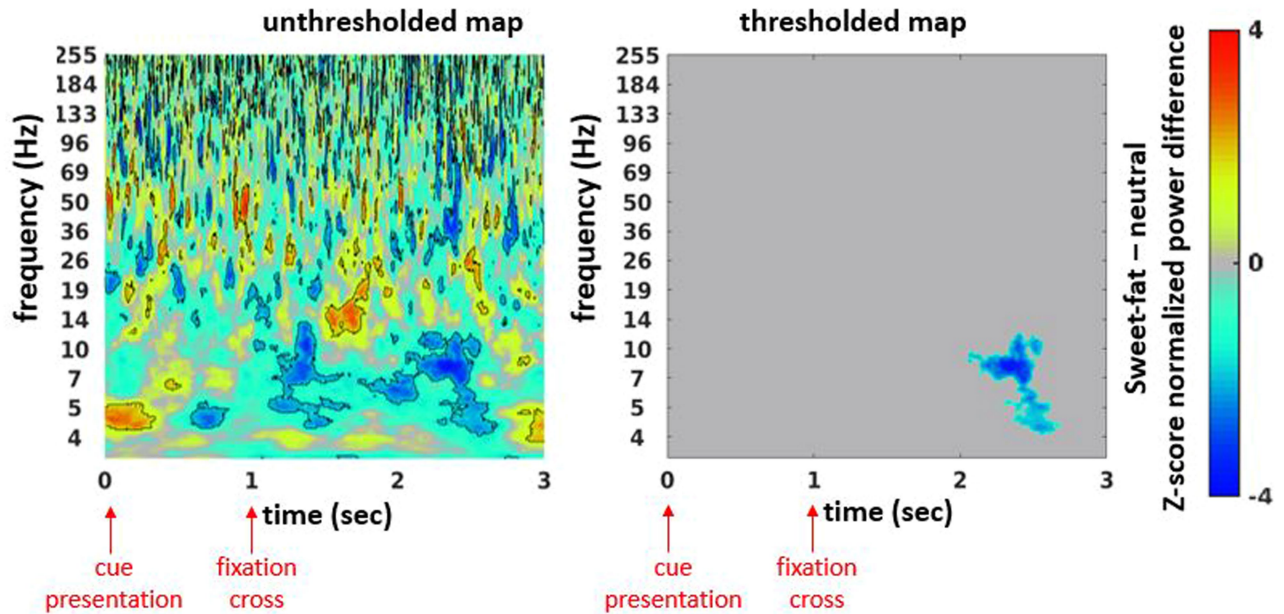 unthresholded map
255
184
133
96
69
50
36
26
19
14
10
7
5
4
frequency (Hz)
0 1 2 3
time (sec)
cue
presentation
fixation
cross
thresholded map
255
184
133
96
69
50
36
26
19
14
10
7
5
4
frequency (Hz)
0 1 2 3
time (sec)
cue
presentation
fixation
cross
Sweet-fat – neutral
Z-score normalized power difference
4
0
-4